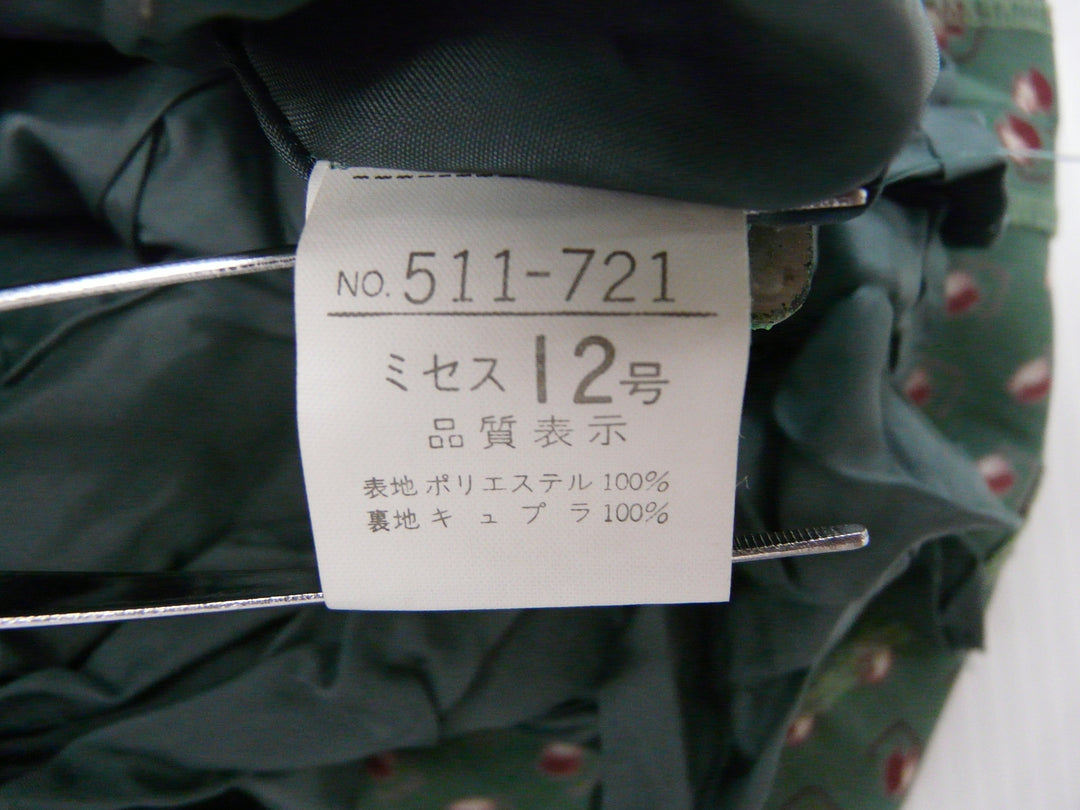 NO. 511-721
ミセス 12号
品質表示
表地 ポリエステル 100%
裏地 キュプラ 100%